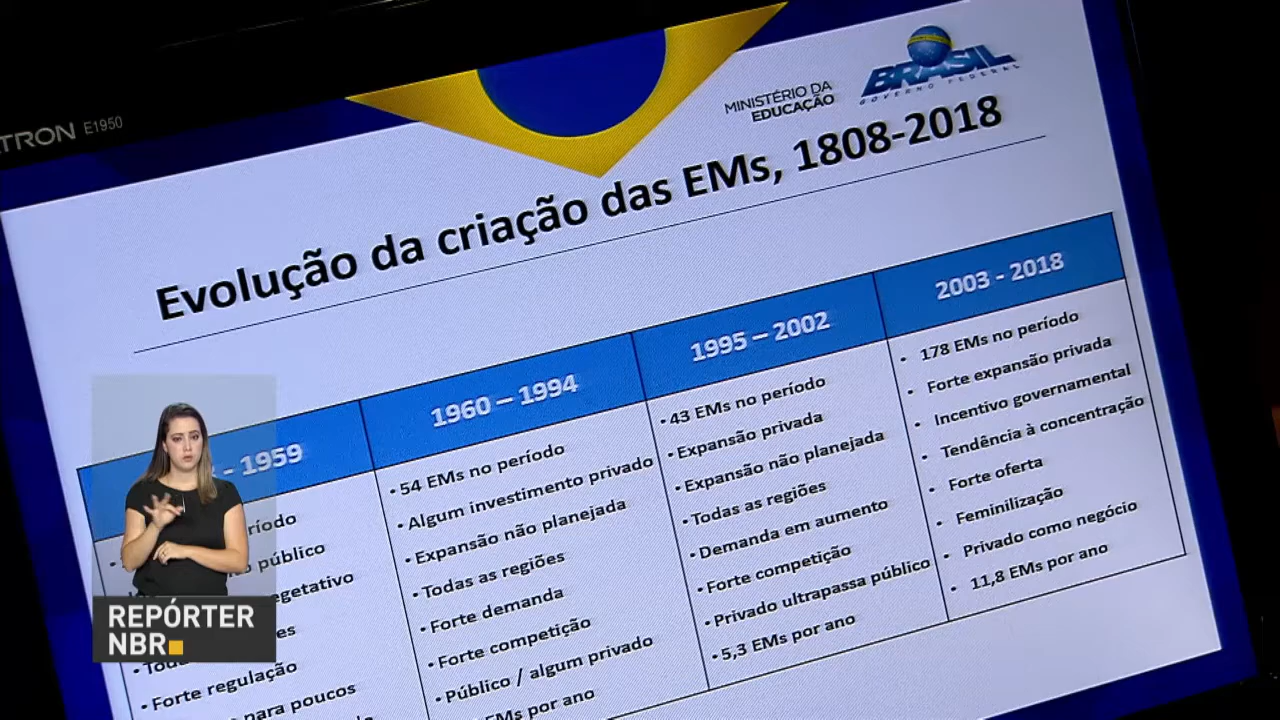 TRON E1950
MINISTÉRIO DA
EDUCAÇÃO
BRASIL
GOVERNO FEDERAL
Evolução da criação das EMs, 1808-2018
- 1959
público
Forte regulação
para poucos
1960 – 1994
• 54 EMs no período
• Algum investimento privado
• Expansão não planejada
• Todas as regiões
• Forte demanda
• Forte competição
• Público / algum privado
EMs por ano
1995 – 2002
• 43 EMs no período
• Expansão privada
• Expansão não planejada
• Todas as regiões
• Demanda em aumento
• Forte competição
• Privado ultrapassa público
• 5,3 EMs por ano
2003 - 2018
• 178 EMs no período
• Forte expansão privada
• Incentivo governamental
• Tendência à concentração
• Forte oferta
• Feminilização
• Privado como negócio
• 11,8 EMs por ano
REPÓRTER
NBR